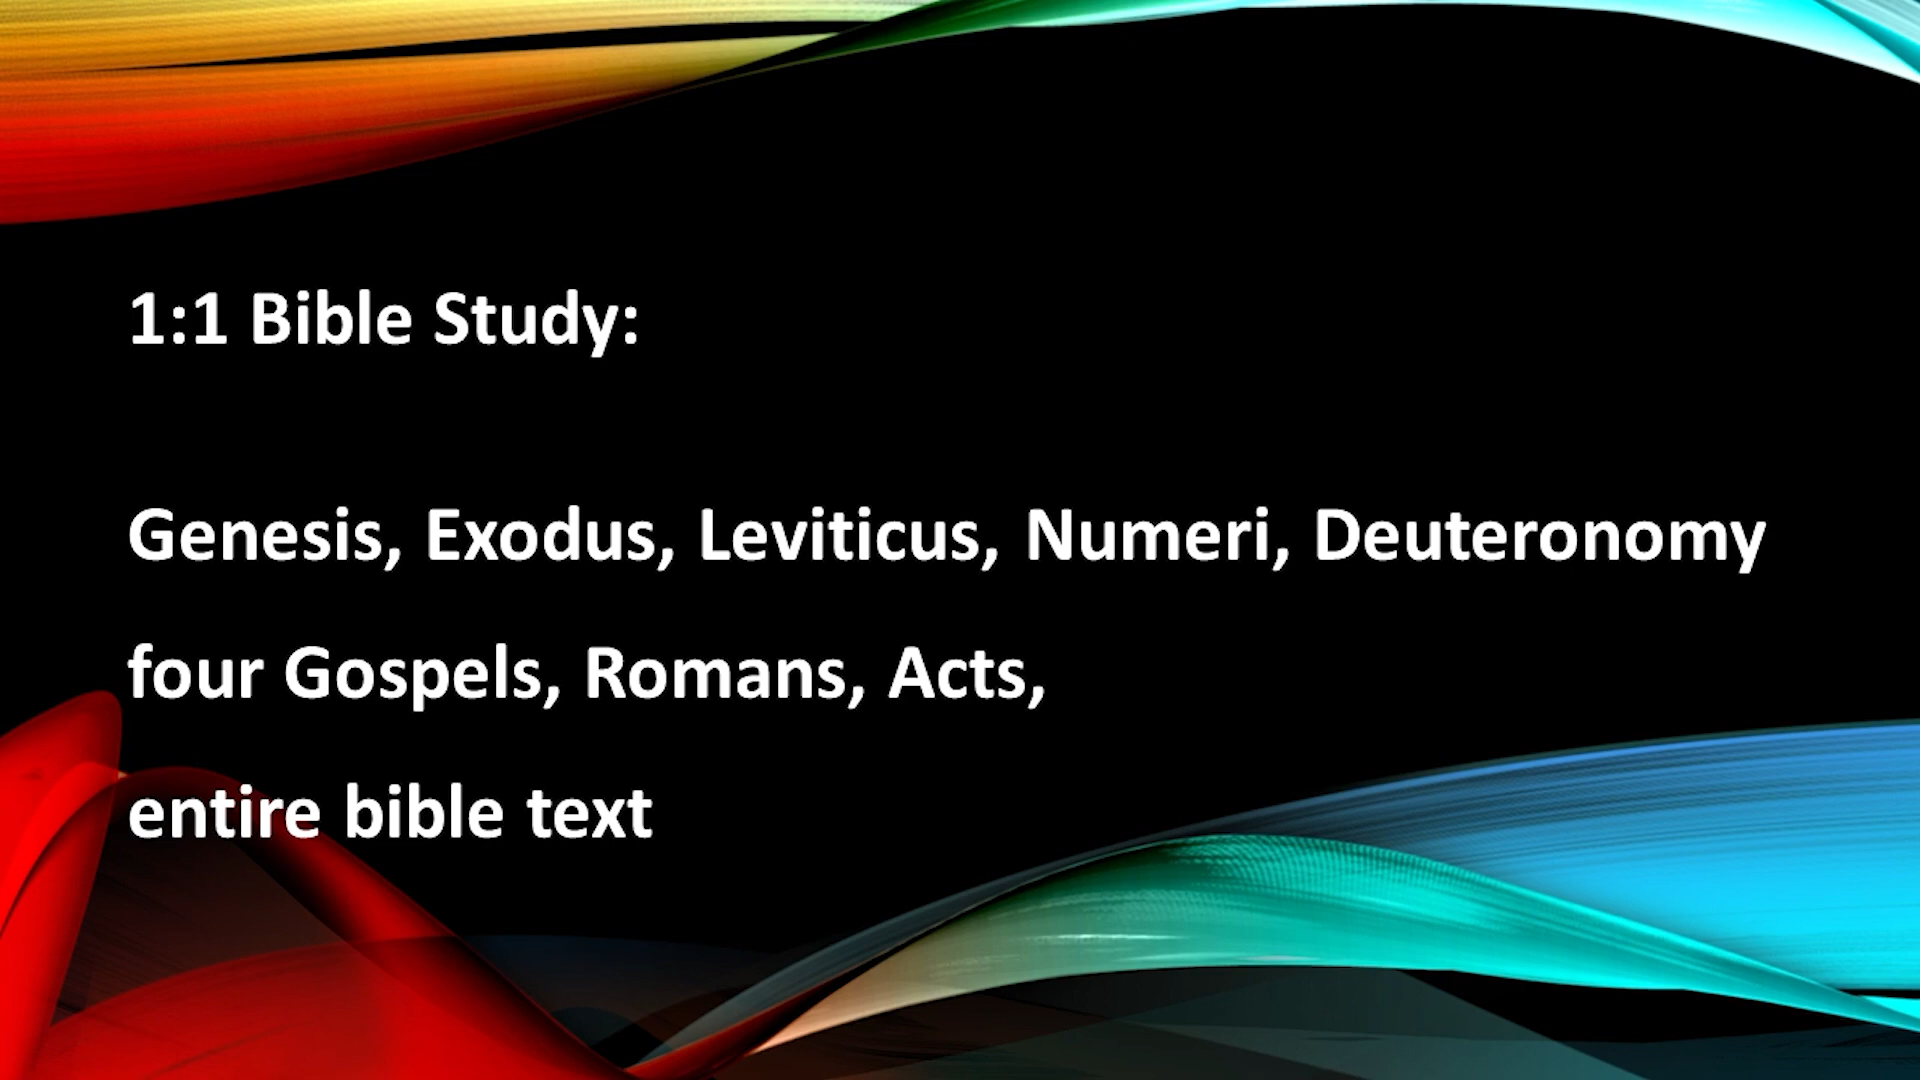 1:1 Bible Study:
Genesis, Exodus, Leviticus, Numeri, Deuteronomy
four Gospels, Romans, Acts,
entire bible text